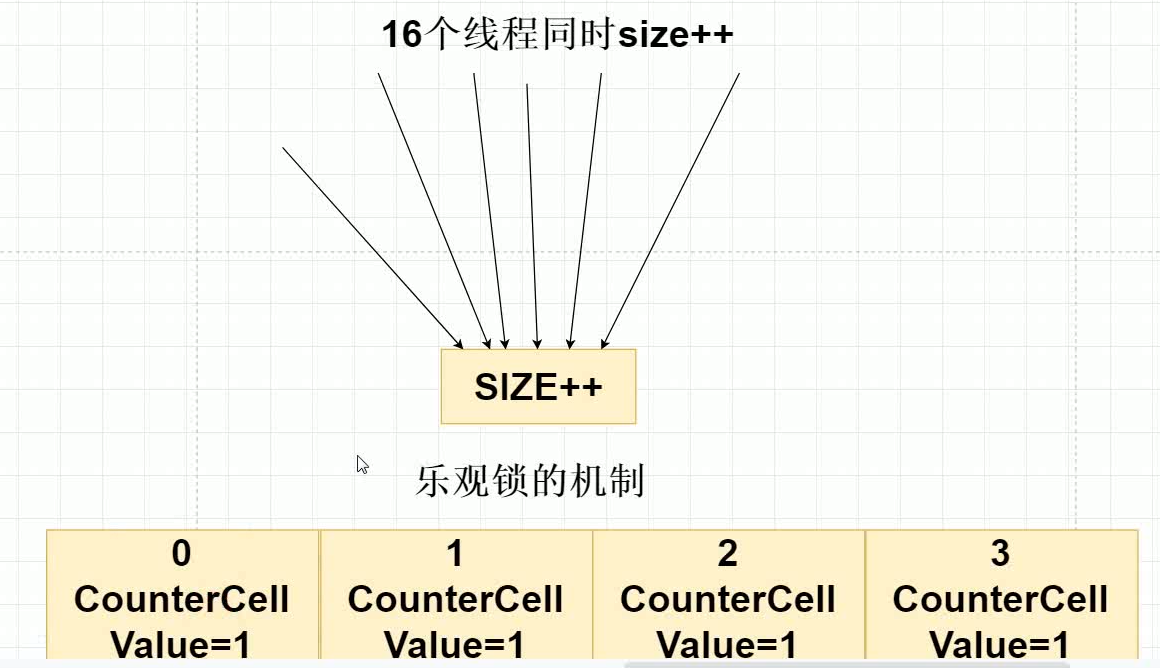 16个线程同时size++
SIZE++
乐观锁的机制
0
CounterCell
Value=1
1
CounterCell
Value=1
2
CounterCell
Value=1
3
CounterCell
Value=1